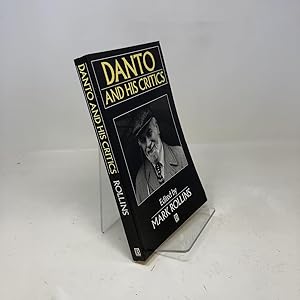 DANTO AND HIS CRITICS ROLLINS
DANTO
AND HIS CRITICS
Edited by
MARK ROLLINS